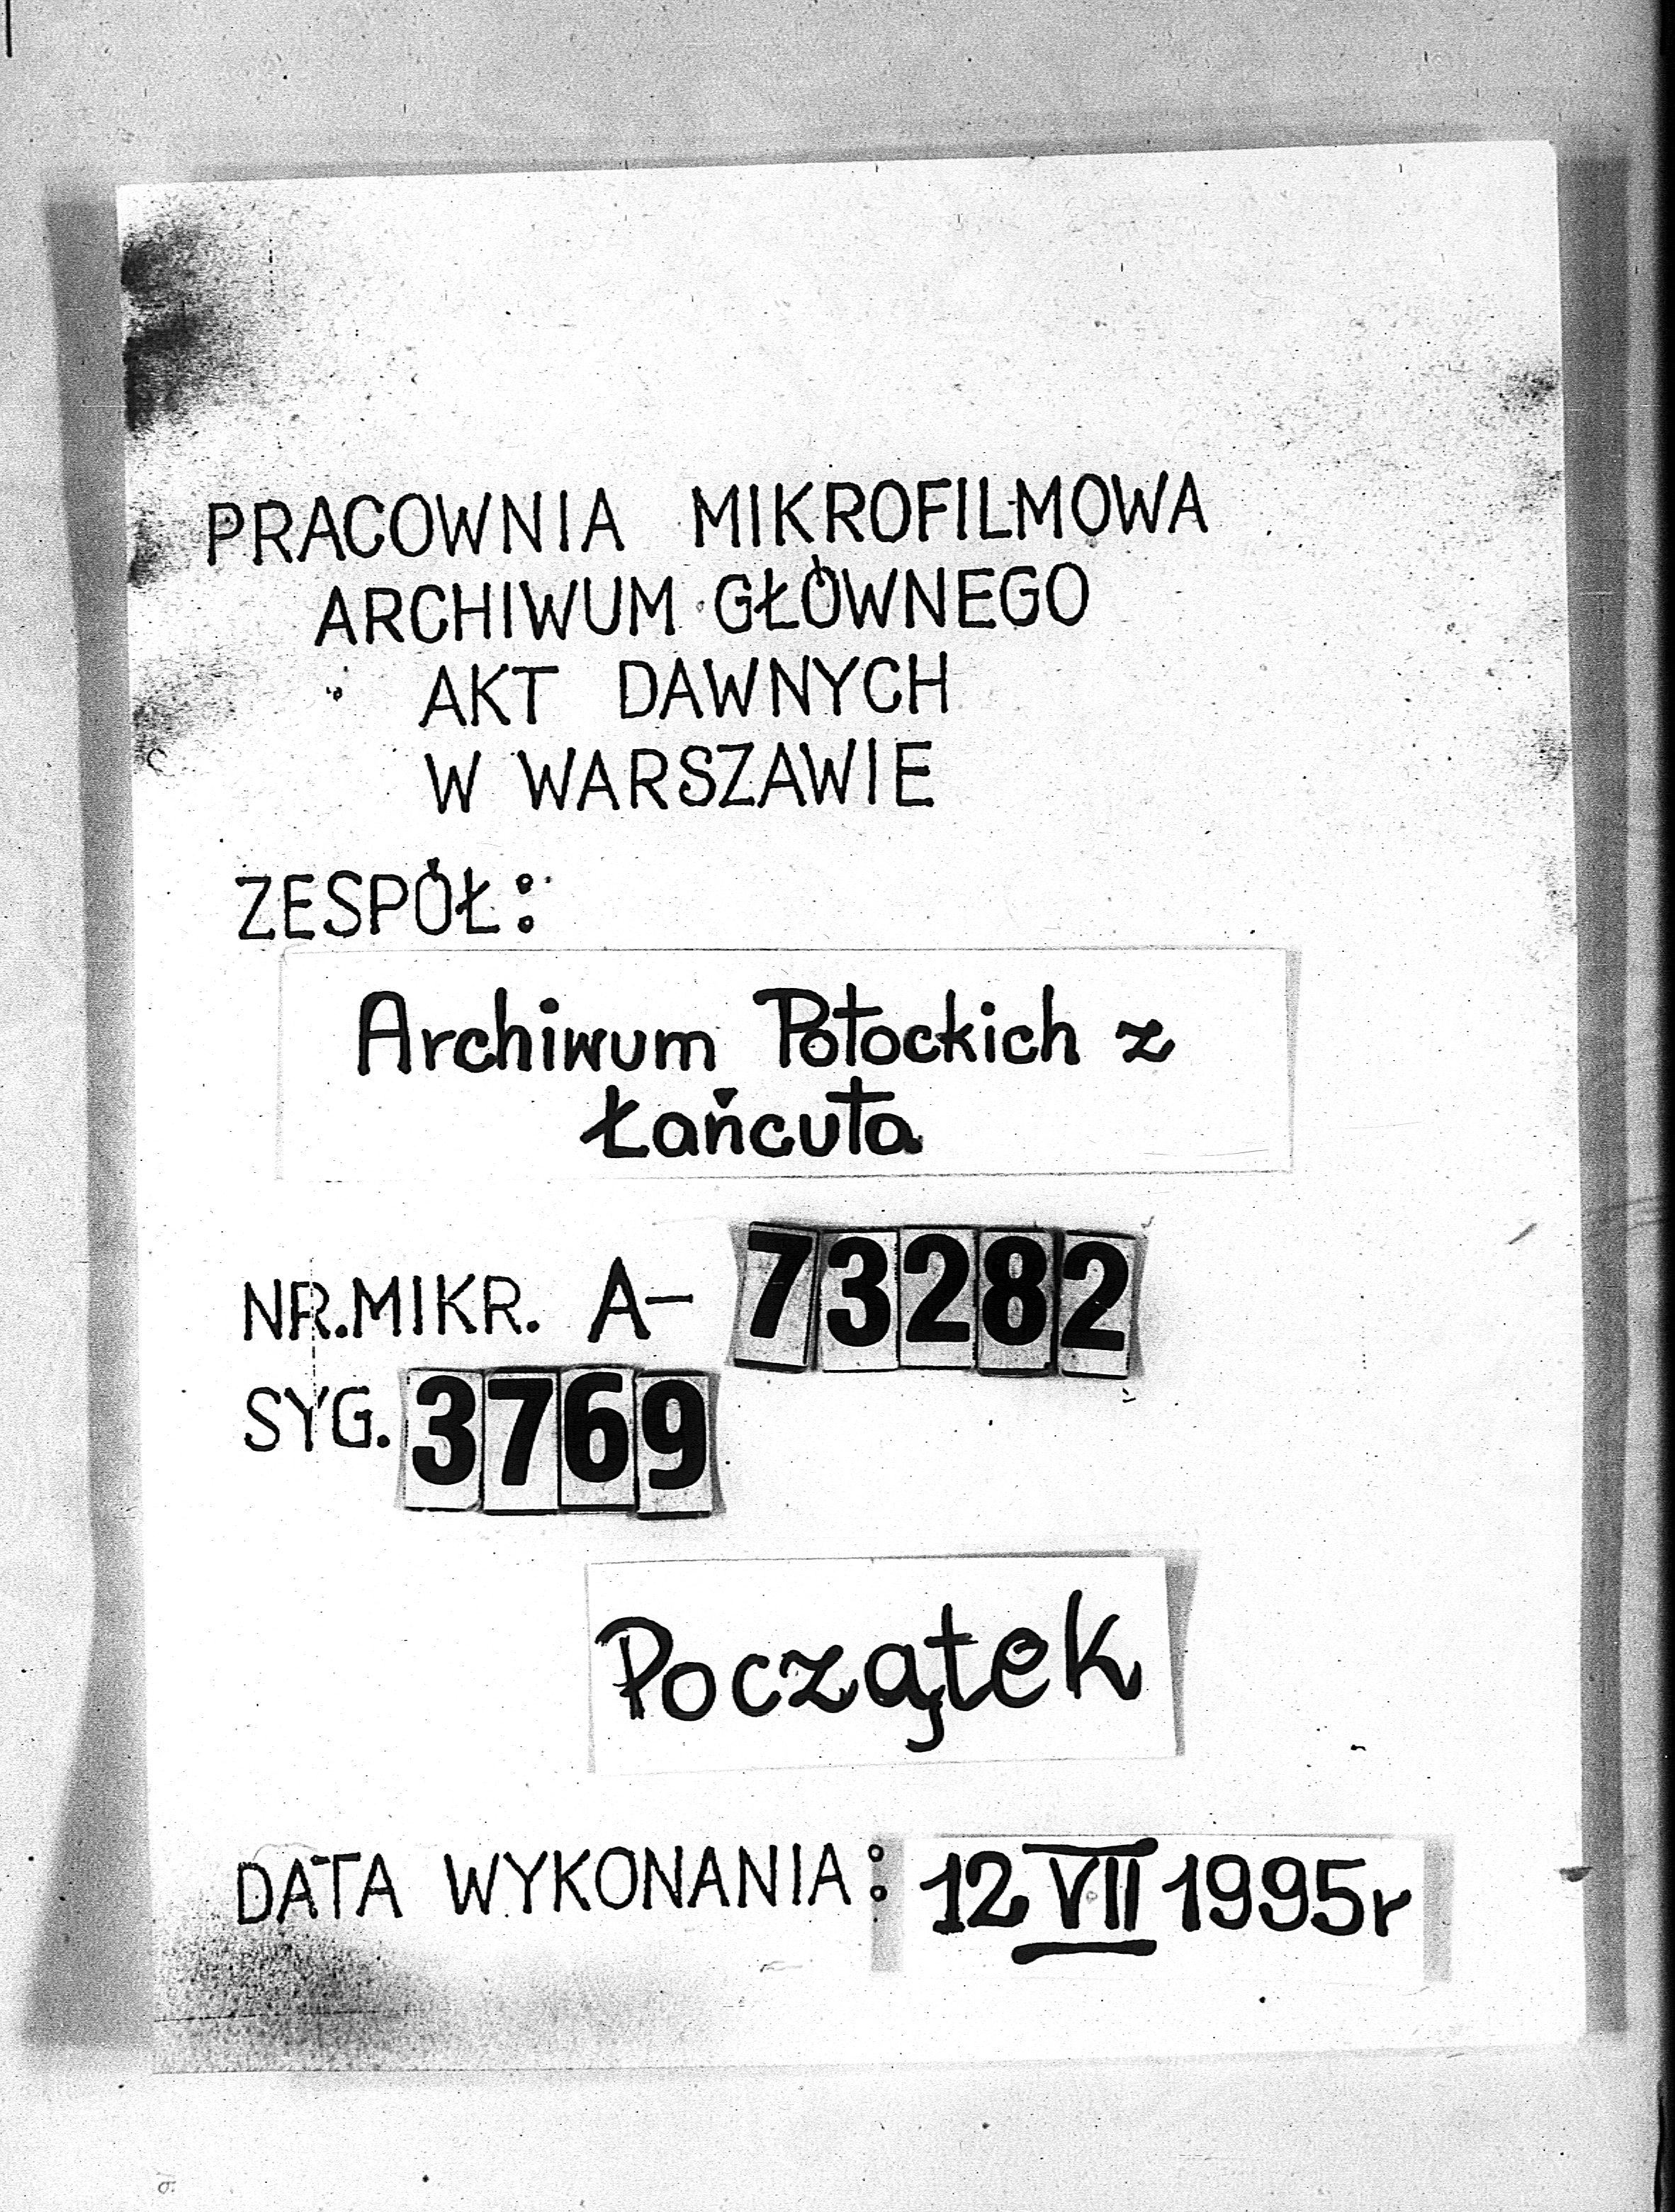 PRACOWNIA MIKROFILMOWA
ARCHIWUM GŁÓWNEGO
AKT DAWNYCH
W WARSZAWIE
ZESPÓŁ:
Archiwum Potockich z
Łańcuta
NR.MIKR. A- 73282
SYG. 3769
Początek
DATA WYKONANIA: 12 VII 1995r